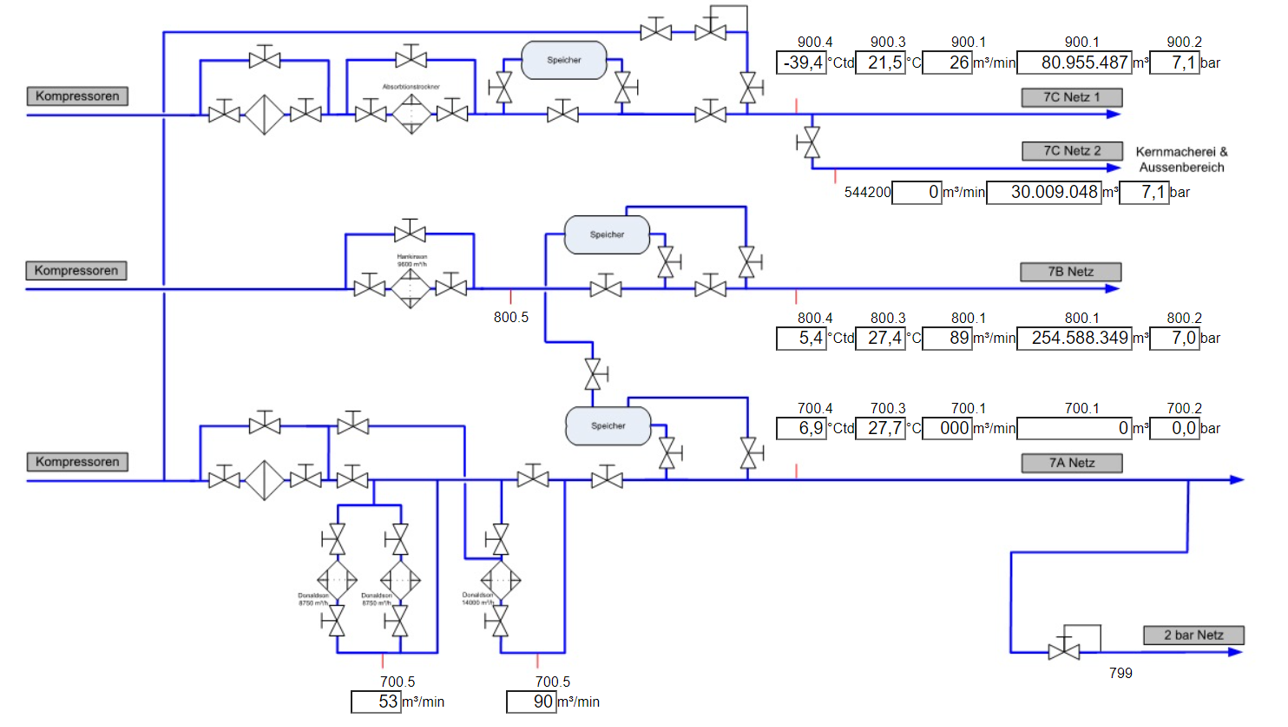 900.4 900.3 900.1 900.1 900.2
-39,4 °Ctd 21,5 °C 26 m³/min 80.955.487 m³ 7,1 bar
Speicher
Absorbtionstrockner
Kompressoren
7C Netz 1
7C Netz 2
Kernmacherei &
Aussenbereich
544200 0 m³/min 30.009.048 m³ 7,1 bar
Speicher
Hankinson
9600 m³/h
Kompressoren
7B Netz
800.5
800.4 800.3 800.1 800.1 800.2
5,4 °Ctd 27,4 °C 89 m³/min 254.588.349 m³ 7,0 bar
700.4 700.3 700.1 700.1 700.2
6,9 °Ctd 27,7 °C 000 m³/min 0 m³ 0,0 bar
Speicher
Kompressoren
7A Netz
Donaldson
8750 m³/h
Donaldson
8750 m³/h
Donaldson
14000 m³/h
2 bar Netz
799
700.5
53 m³/min
700.5
90 m³/min